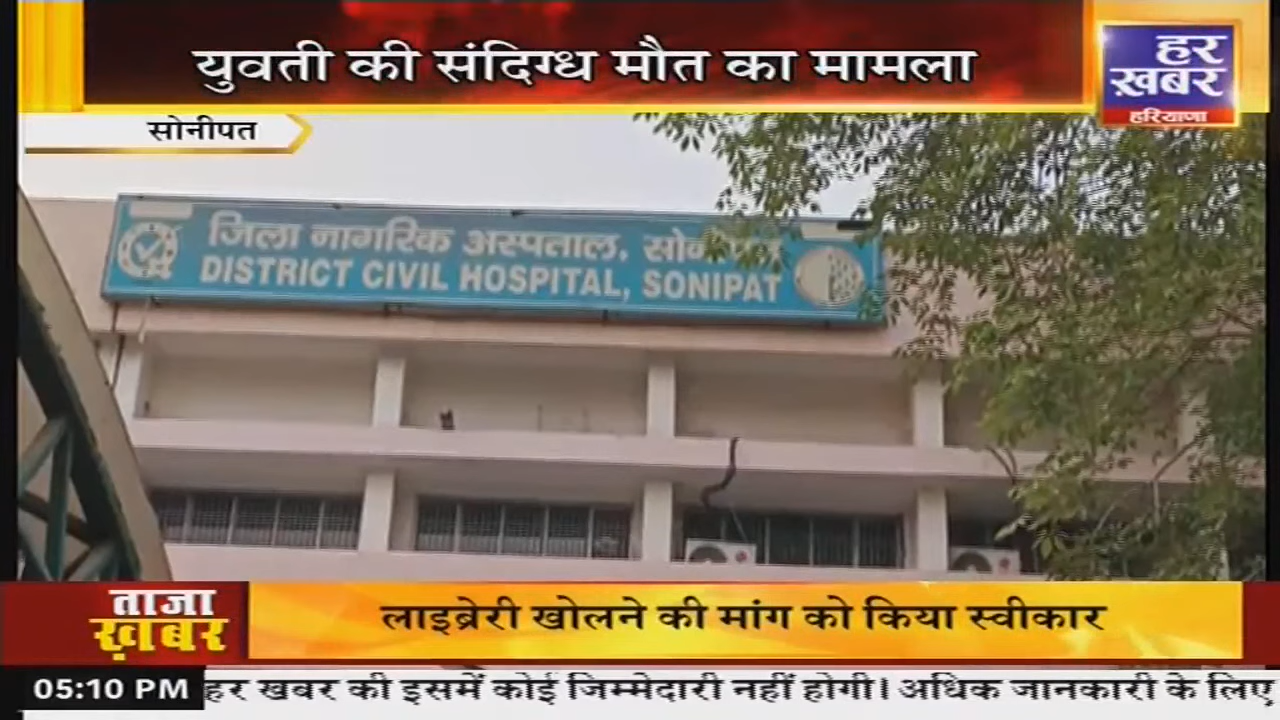 युवती की संदिग्ध मौत का मामला
हर
ख़बर
हरियाणा
सोनीपत
जिला नागरिक अस्पताल,
DISTRICT CIVIL HOSPITAL, SONIPAT
ताजा
ख़बर
लाइब्रेरी खोलने की मांग को किया स्वीकार
05:10 PM
हर खबर की इसमें कोई जिम्मेदारी नहीं होगी। अधिक जानकारी के लिए